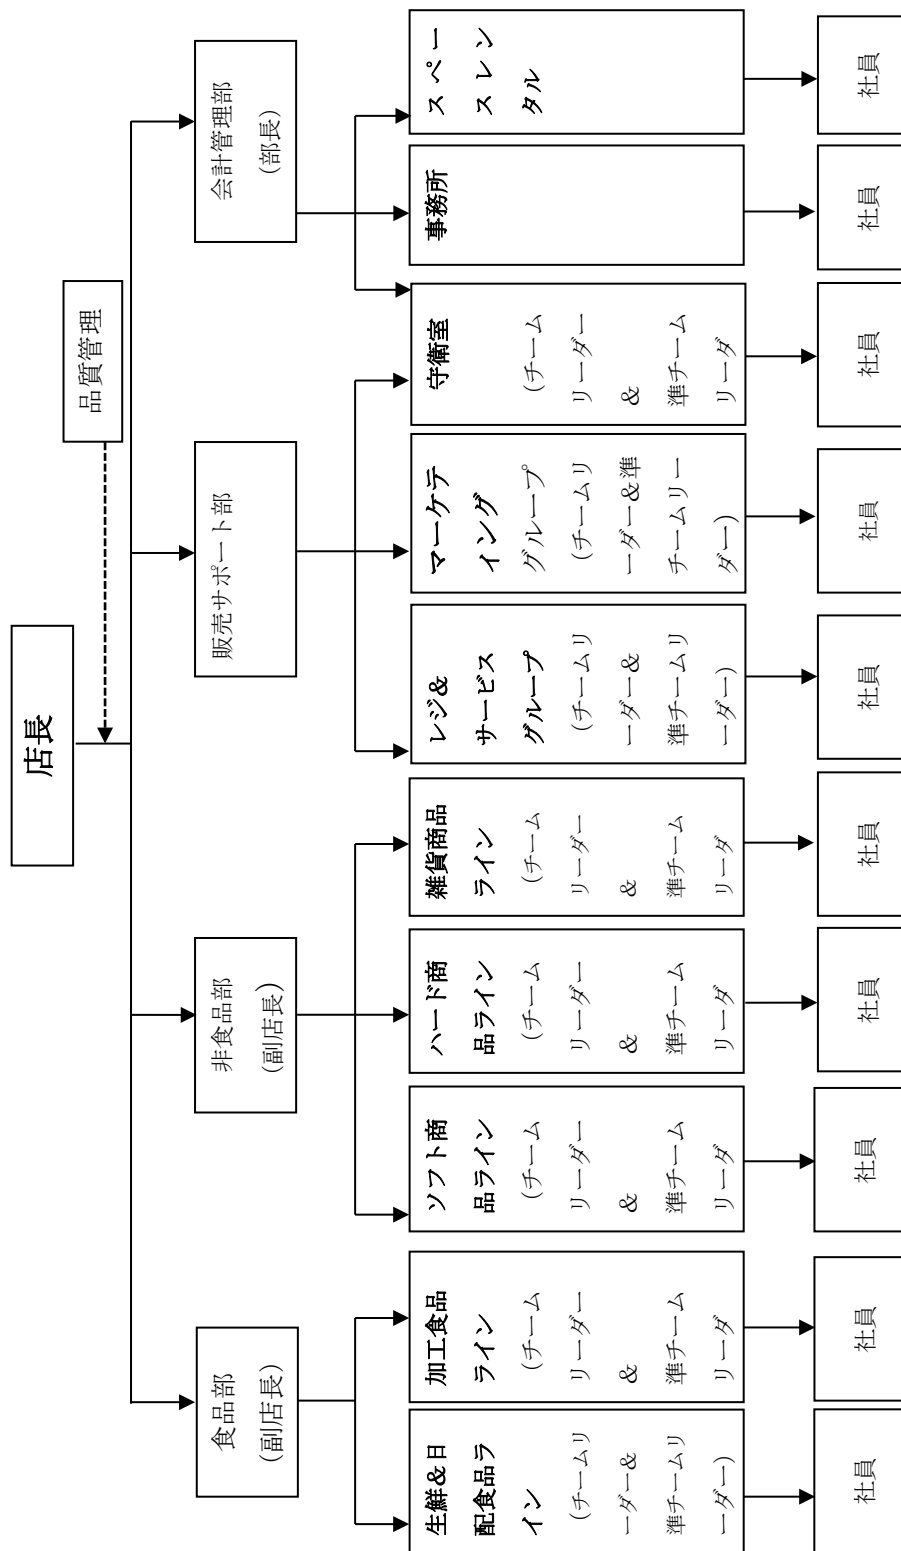 店長
品質管理
食品部
(副店長)
非食品部
(副店長)
販売サポート部
会計管理部
(部長)
生鮮&日
配食品ラ
イン
(チームリ
ーダー&
準チームリ
ーダー)
加工食品
ライン
(チーム
リーダー
&
準チーム
リーダ
ソフト商
品ライン
(チーム
リーダー
&
準チーム
リーダ
ハード商
品ライン
(チーム
リーダー
&
準チーム
リーダ
雑貨商品
ライン
(チーム
リーダー
&
準チーム
リーダ
レジ&
サービス
グループ
(チームリ
ーダー&
準チームリ
ーダー)
マーケテ
ィング
グループ
(チームリ
ーダー&準
チームリー
ダー)
守衛室
(チーム
リーダー
&
準チーム
リーダ
事務所
スペー
スレン
タル
社員
社員
社員
社員
社員
社員
社員
社員
社員
社員